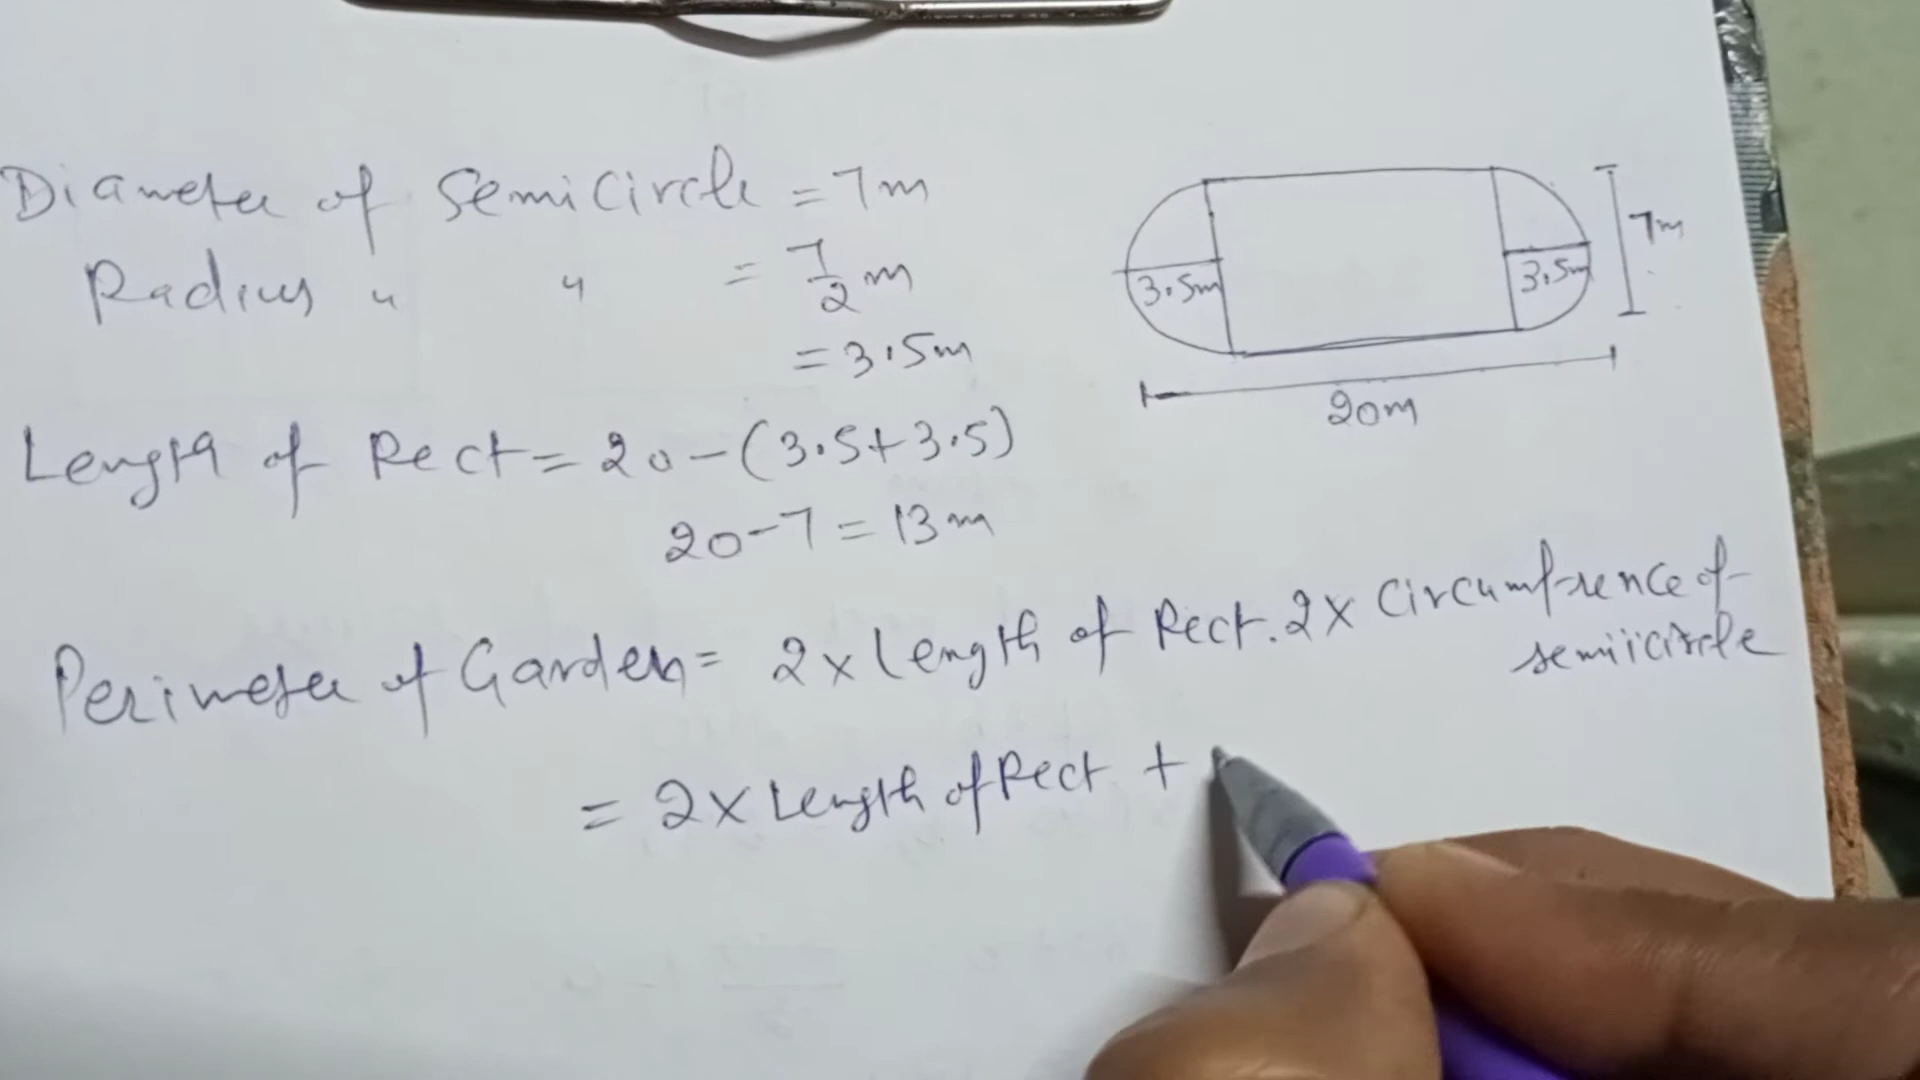 Diameter of Semicircle = 7m
Radius " " = 7/2 m
= 3.5m
Length of Rect = 20 - (3.5+3.5)
20-7 = 13m
Perimeter of Garden = 2 x Length of Rect. 2 x Circumfrence of
semiicircle
= 2 x Length of Rect +
3.5m
3.5m
7m
20m